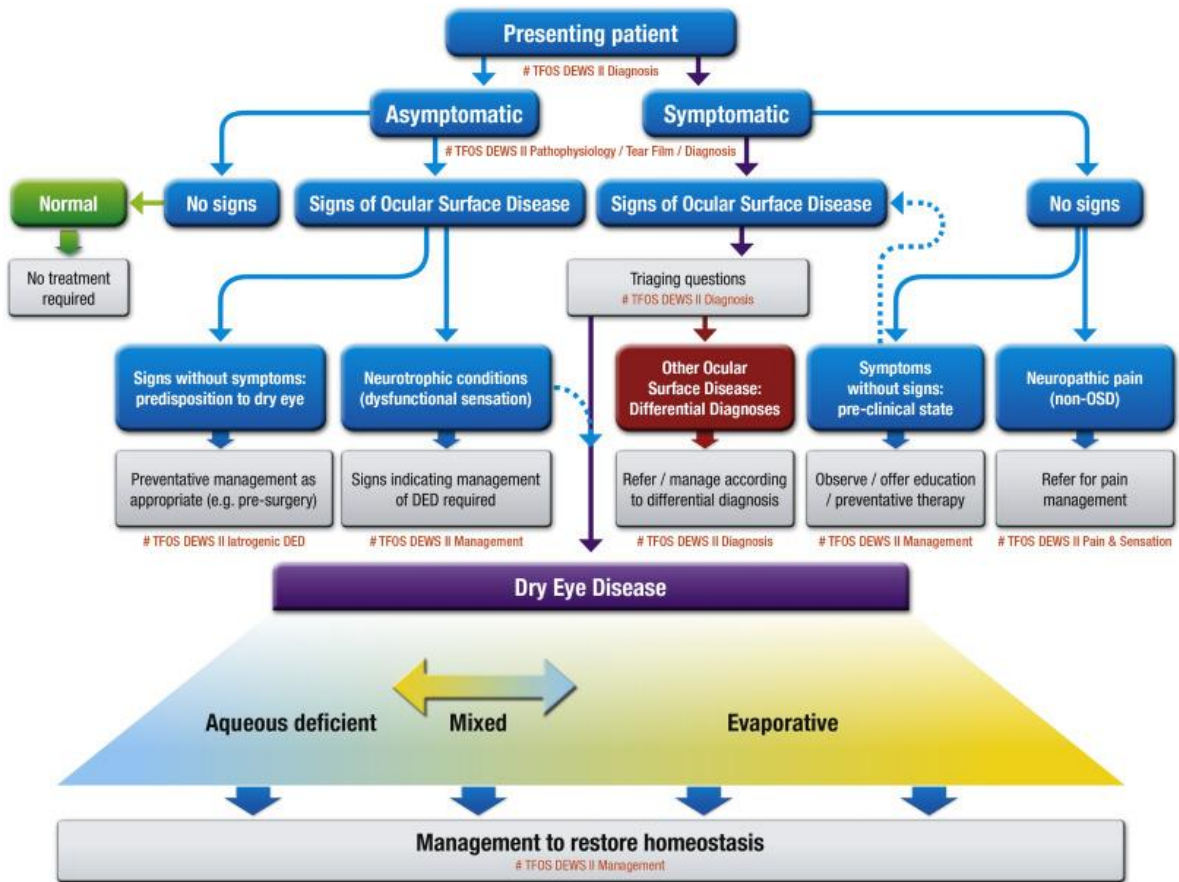 Presenting patient
# TFOS DEWS II Diagnosis
Asymptomatic
Symptomatic
# TFOS DEWS II Pathophysiology / Tear Film / Diagnosis
Normal
No signs
Signs of Ocular Surface Disease
Signs of Ocular Surface Disease
No signs
No treatment
required
Triaging questions
# TFOS DEWS II Diagnosis
Signs without symptoms:
predisposition to dry eye
Neurotrophic conditions
(dysfunctional sensation)
Other Ocular
Surface Disease:
Differential Diagnoses
Symptoms
without signs:
pre-clinical state
Neuropathic pain
(non-OSD)
Preventative management as
appropriate (e.g. pre-surgery)
# TFOS DEWS II Iatrogenic DED
Signs indicating management
of DED required
# TFOS DEWS II Management
Refer / manage according
to differential diagnosis
# TFOS DEWS II Diagnosis
Observe / offer education
/ preventative therapy
# TFOS DEWS II Management
Refer for pain
management
# TFOS DEWS II Pain & Sensation
Dry Eye Disease
Aqueous deficient
Mixed
Evaporative
Management to restore homeostasis
# TFOS DEWS II Management